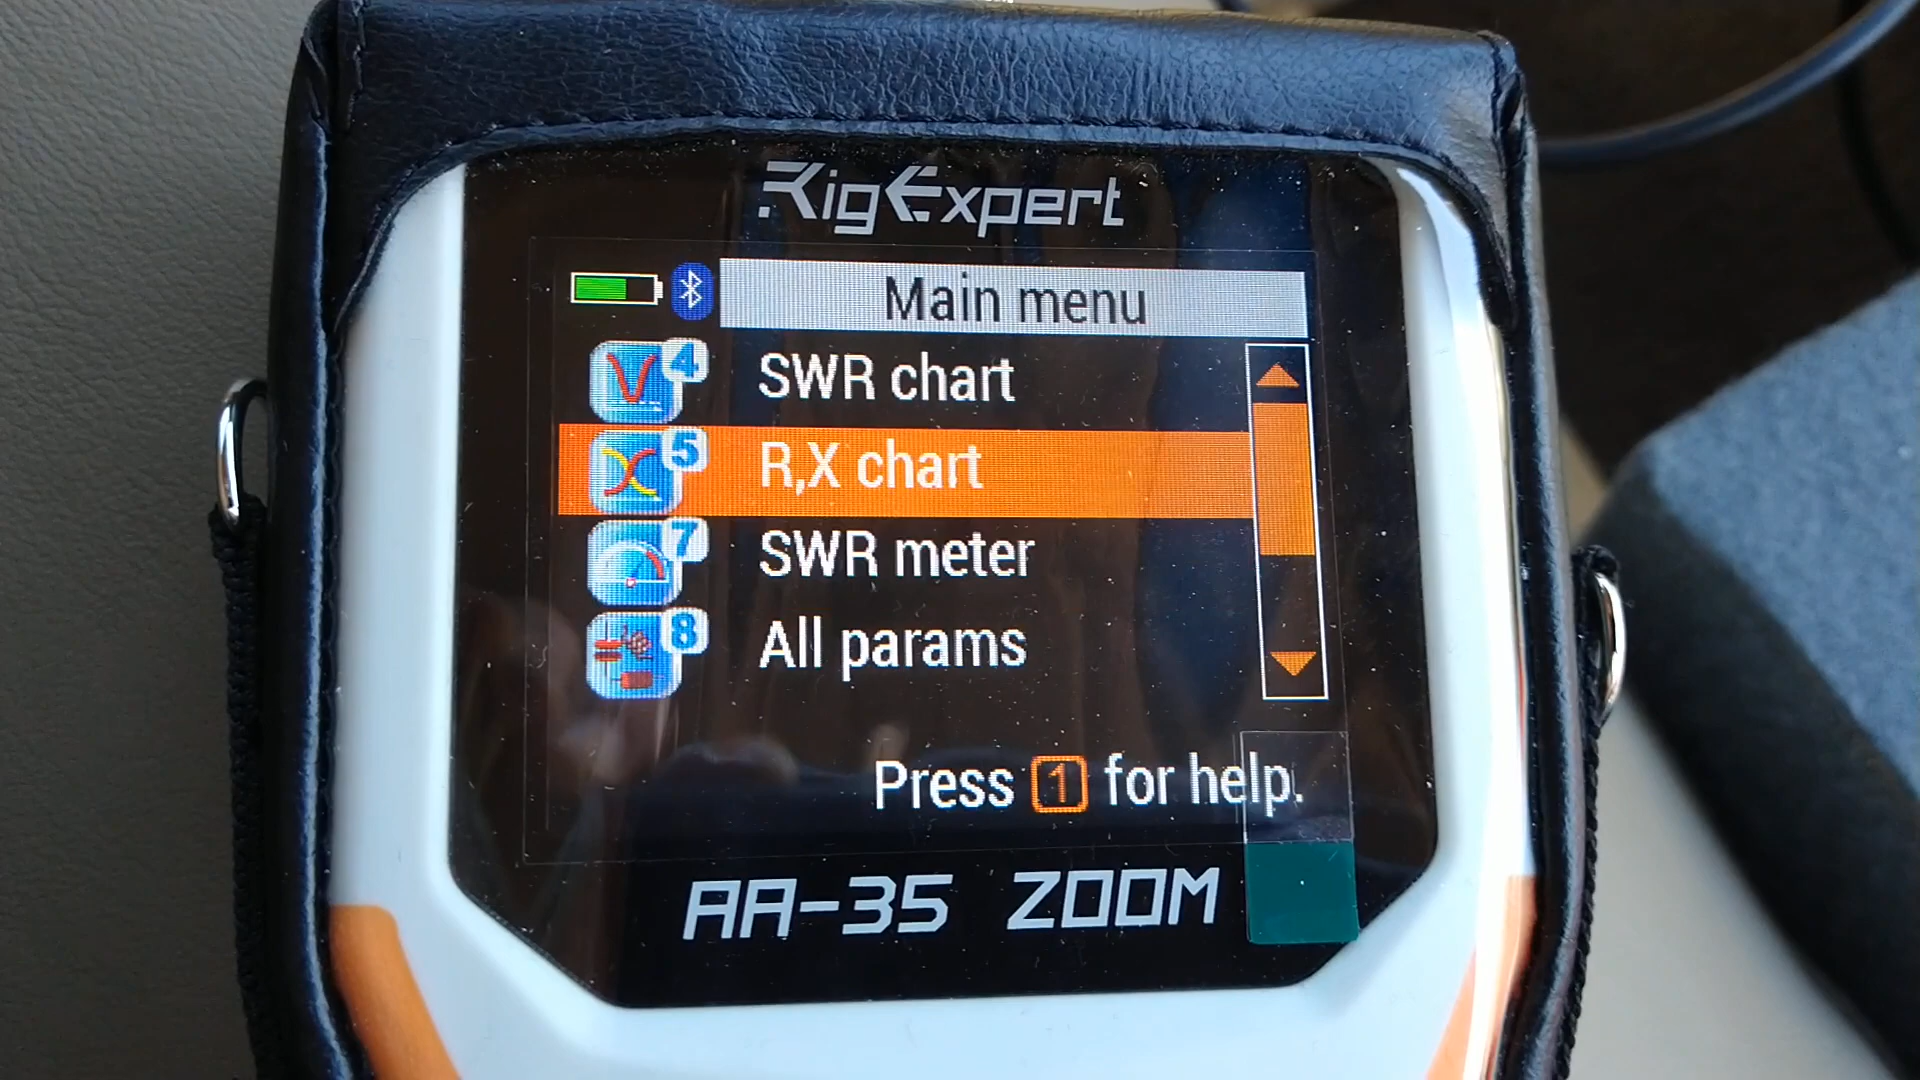 RigExpert
Main menu
4 SWR chart
5 R,X chart
7 SWR meter
8 All params
Press 1 for help.
AA-35 ZOOM